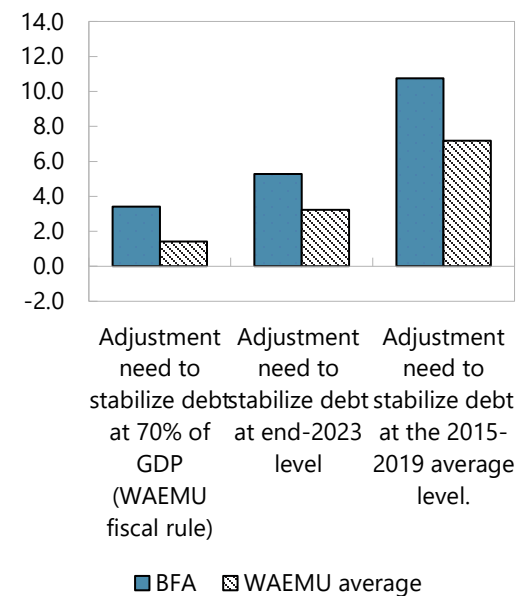 14.0
12.0
10.0
8.0
6.0
4.0
2.0
0.0
-2.0
Adjustment need to stabilize debt at 70% of GDP (WAEMU fiscal rule)
Adjustment need to stabilize debt at end-2023 level
Adjustment need to stabilize debt at the 2015-2019 average level.
BFA
WAEMU average